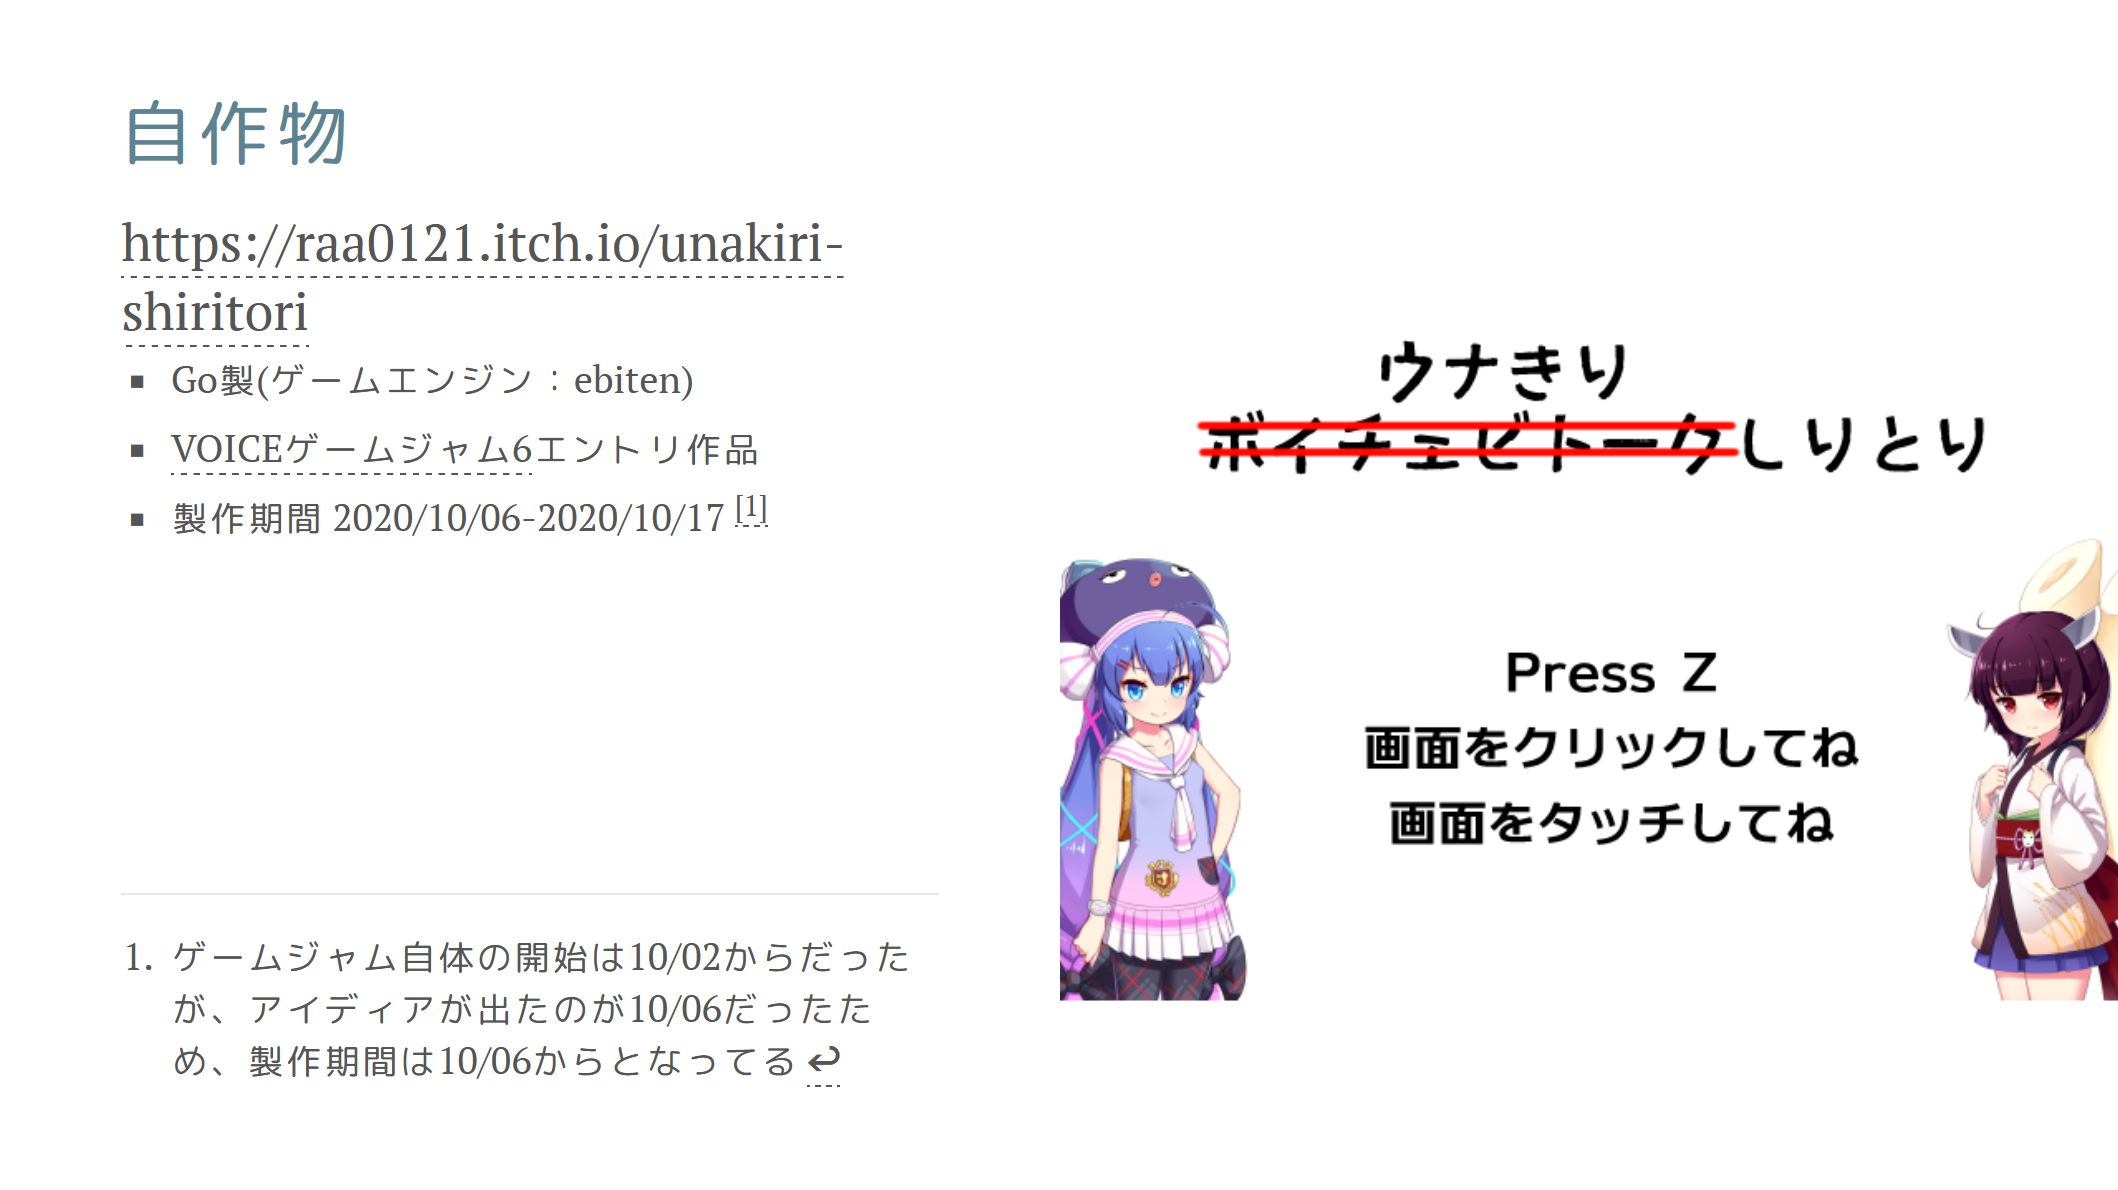 自作物
https://raa0121.itch.io/unakiri-
shiritori
▪ Go製(ゲームエンジン：ebiten)
▪ VOICEゲームジャム6エントリ作品
▪ 製作期間 2020/10/06-2020/10/17 [1]
1. ゲームジャム自体の開始は10/02からだった
が、アイディアが出たのが10/06だったた
め、製作期間は10/06からとなってる ↩
ウナきり
ボイチェビトークしりとり
Press Z
画面をクリックしてね
画面をタッチしてね